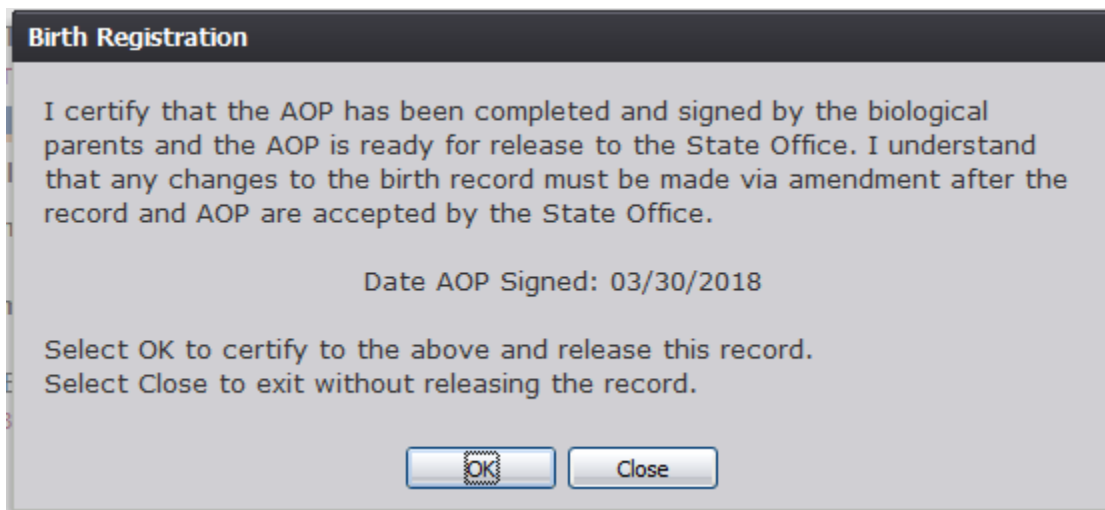 Birth Registration
I certify that the AOP has been completed and signed by the biological
parents and the AOP is ready for release to the State Office. I understand
that any changes to the birth record must be made via amendment after the
record and AOP are accepted by the State Office.
Date AOP Signed: 03/30/2018
Select OK to certify to the above and release this record.
Select Close to exit without releasing the record.
OK Close